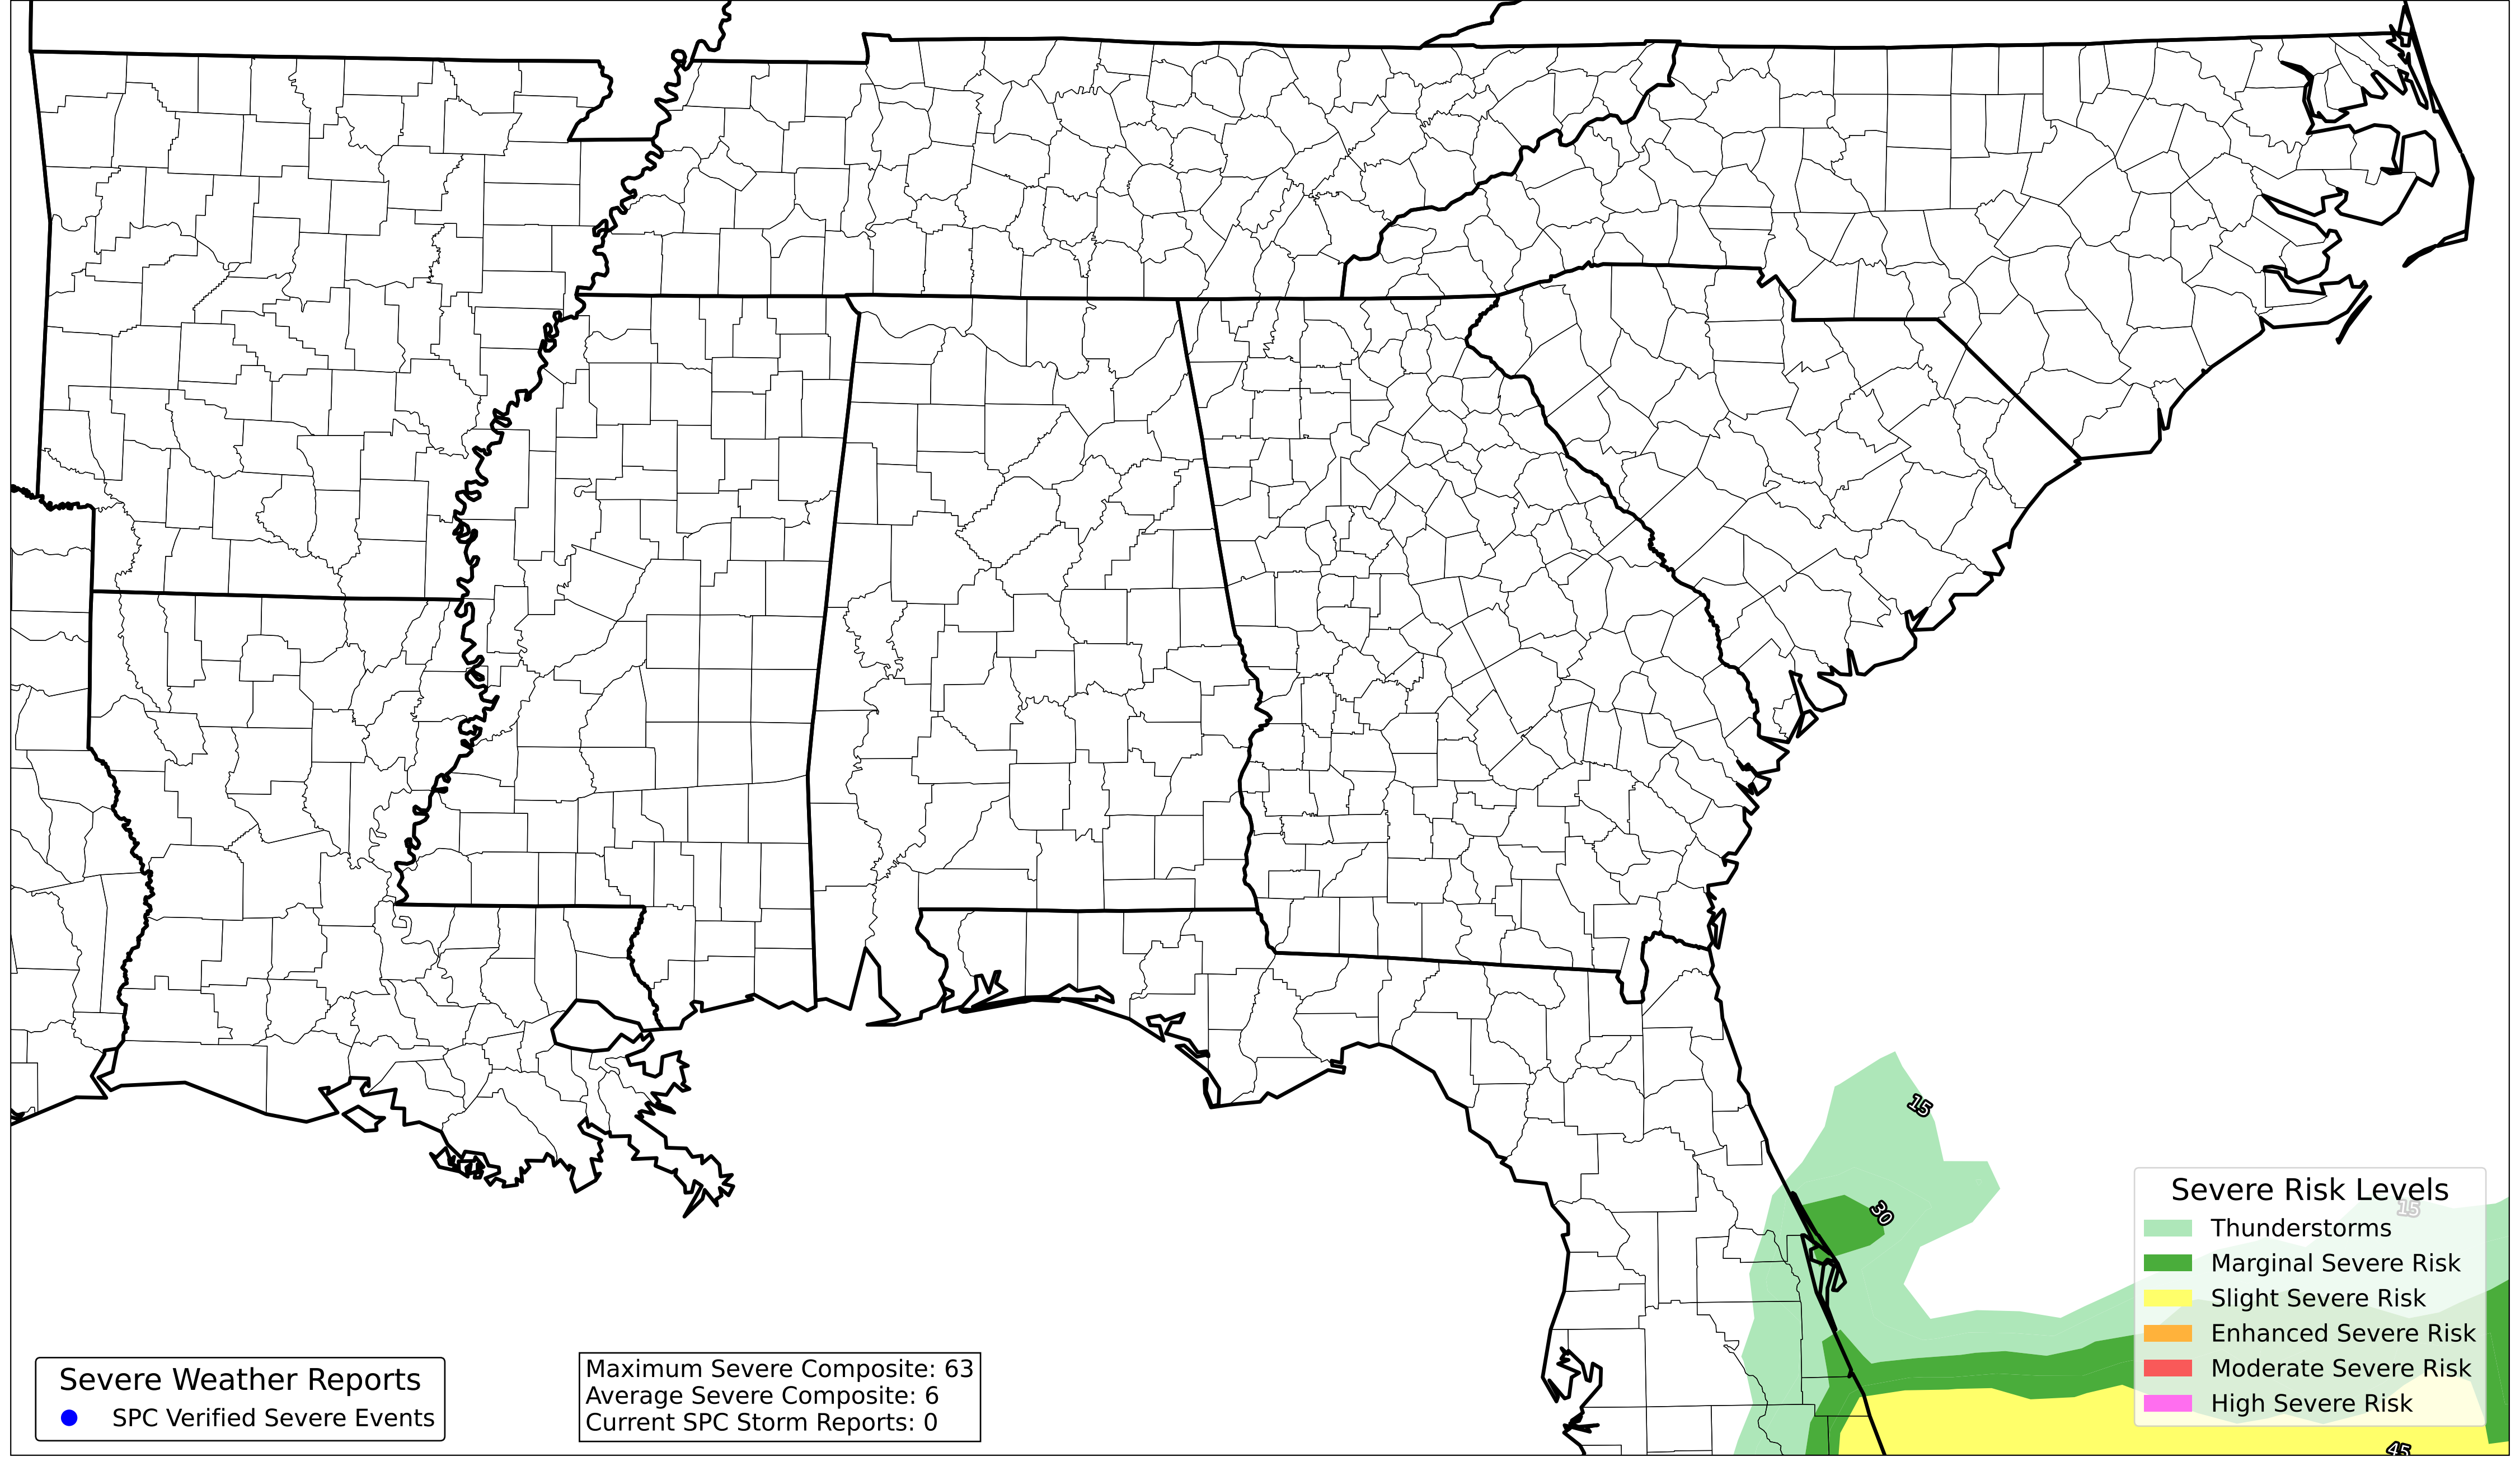 15
30
Severe Risk Levels
15
Thunderstorms
Marginal Severe Risk
Slight Severe Risk
Enhanced Severe Risk
Moderate Severe Risk
High Severe Risk
45
Severe Weather Reports
SPC Verified Severe Events
Maximum Severe Composite: 63
Average Severe Composite: 6
Current SPC Storm Reports: 0